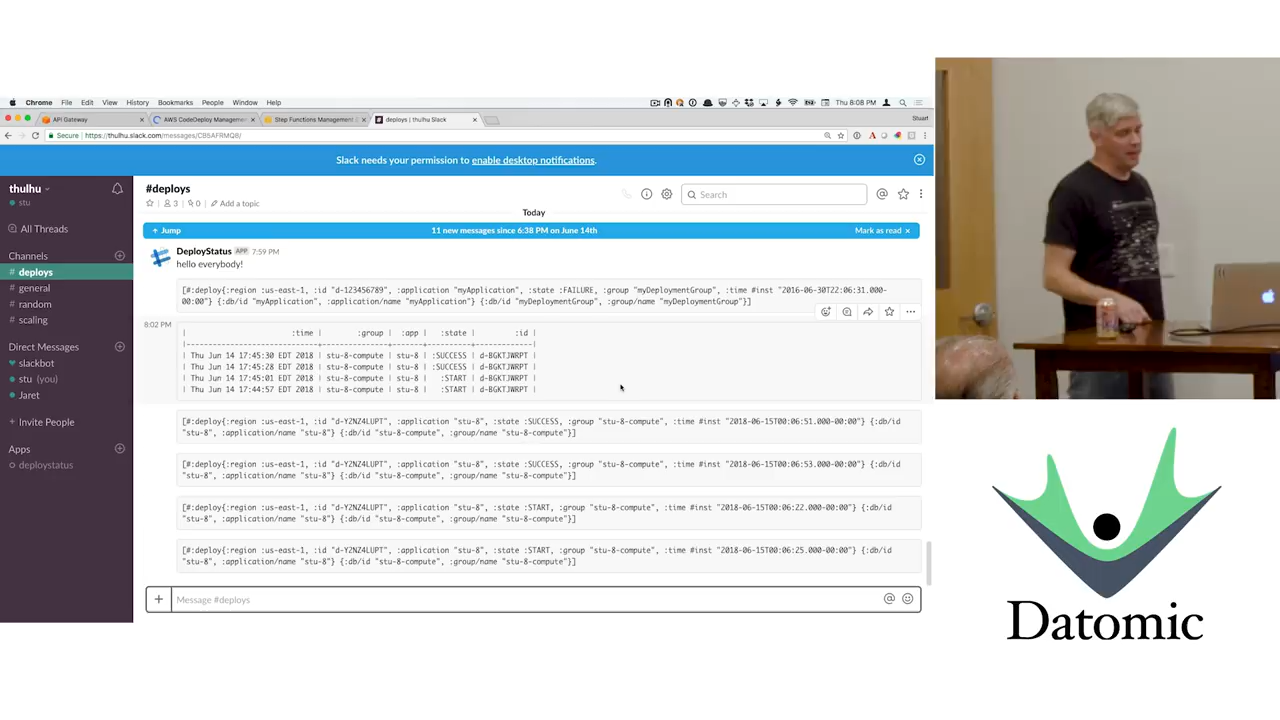 Chrome File Edit View History Bookmarks People Window Help
Thu 8:08 PM
API Gateway
AWS CodeDeploy Manageme
Step Functions Management
deploys | thulhu Slack
Stuart
Secure https://thulhu.slack.com/messages/CB5AFRMQ8/
Slack needs your permission to enable desktop notifications.
thulhu
stu
All Threads
Channels
# deploys
# general
# random
# scaling
Direct Messages
slackbot
stu (you)
Jaret
+ Invite People
Apps
deploystatus
#deploys
3
0
Add a topic
Search
Today
↑ Jump
11 new messages since 6:38 PM on June 14th
Mark as read ×
DeployStatus APP 7:59 PM
hello everybody!
[#:deploy{:region :us-east-1, :id "d-123456789", :application "myApplication", :state :FAILURE, :group "myDeploymentGroup", :time #inst "2016-06-30T22:06:31.000-
00:00"} {:db/id "myApplication", :application/name "myApplication"} {:db/id "myDeploymentGroup", :group/name "myDeploymentGroup"}]
8:02 PM
| :time | :group | :app | :state | :id |
| Thu Jun 14 17:45:30 EDT 2018 | stu-8-compute | stu-8 | :SUCCESS | d-BGKTJWRPT |
| Thu Jun 14 17:45:28 EDT 2018 | stu-8-compute | stu-8 | :SUCCESS | d-BGKTJWRPT |
| Thu Jun 14 17:45:01 EDT 2018 | stu-8-compute | stu-8 | :START | d-BGKTJWRPT |
| Thu Jun 14 17:44:57 EDT 2018 | stu-8-compute | stu-8 | :START | d-BGKTJWRPT |
[#:deploy{:region :us-east-1, :id "d-YZNZ4LUPT", :application "stu-8", :state :SUCCESS, :group "stu-8-compute", :time #inst "2018-06-15T00:06:51.000-00:00"} {:db/id
"stu-8", :application/name "stu-8"} {:db/id "stu-8-compute", :group/name "stu-8-compute"}]
[#:deploy{:region :us-east-1, :id "d-YZNZ4LUPT", :application "stu-8", :state :SUCCESS, :group "stu-8-compute", :time #inst "2018-06-15T00:06:53.000-00:00"} {:db/id
"stu-8", :application/name "stu-8"} {:db/id "stu-8-compute", :group/name "stu-8-compute"}]
[#:deploy{:region :us-east-1, :id "d-YZNZ4LUPT", :application "stu-8", :state :START, :group "stu-8-compute", :time #inst "2018-06-15T00:06:22.000-00:00"} {:db/id
"stu-8", :application/name "stu-8"} {:db/id "stu-8-compute", :group/name "stu-8-compute"}]
[#:deploy{:region :us-east-1, :id "d-YZNZ4LUPT", :application "stu-8", :state :START, :group "stu-8-compute", :time #inst "2018-06-15T00:06:25.000-00:00"} {:db/id
"stu-8", :application/name "stu-8"} {:db/id "stu-8-compute", :group/name "stu-8-compute"}]
Message #deploys
Datomic